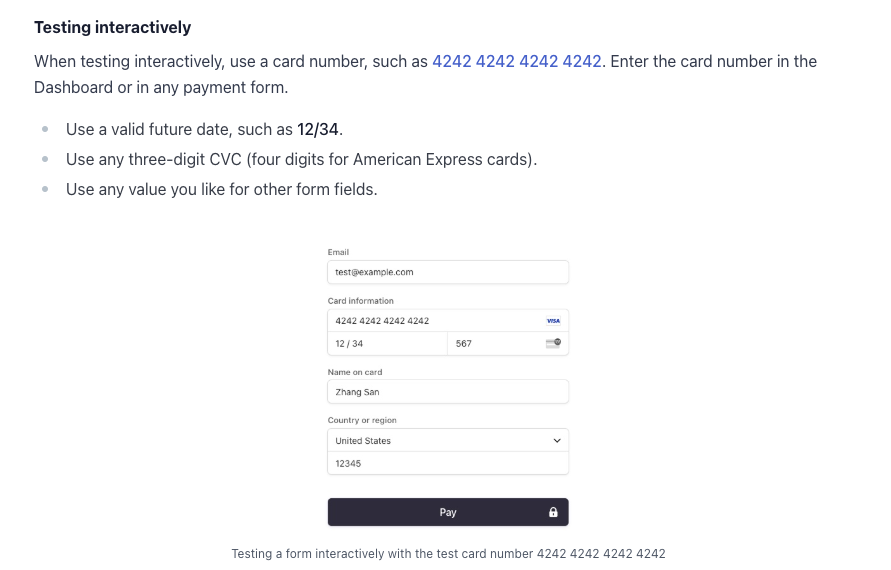 Testing interactively
When testing interactively, use a card number, such as 4242 4242 4242 4242. Enter the card number in the
Dashboard or in any payment form.
Use a valid future date, such as 12/34.
Use any three-digit CVC (four digits for American Express cards).
Use any value you like for other form fields.
Email
test@example.com
Card information
4242 4242 4242 4242 VISA
12 / 34 567
Name on card
Zhang San
Country or region
United States
12345
Pay
Testing a form interactively with the test card number 4242 4242 4242 4242